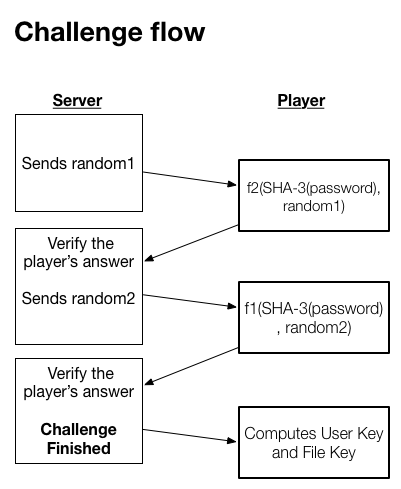 Challenge flow
Server
Player
Sends random1
f2(SHA-3(password),
random1)
Verify the
player's answer
Sends random2
f1(SHA-3(password)
, random2)
Verify the
player's answer
Challenge
Finished
Computes User Key
and File Key